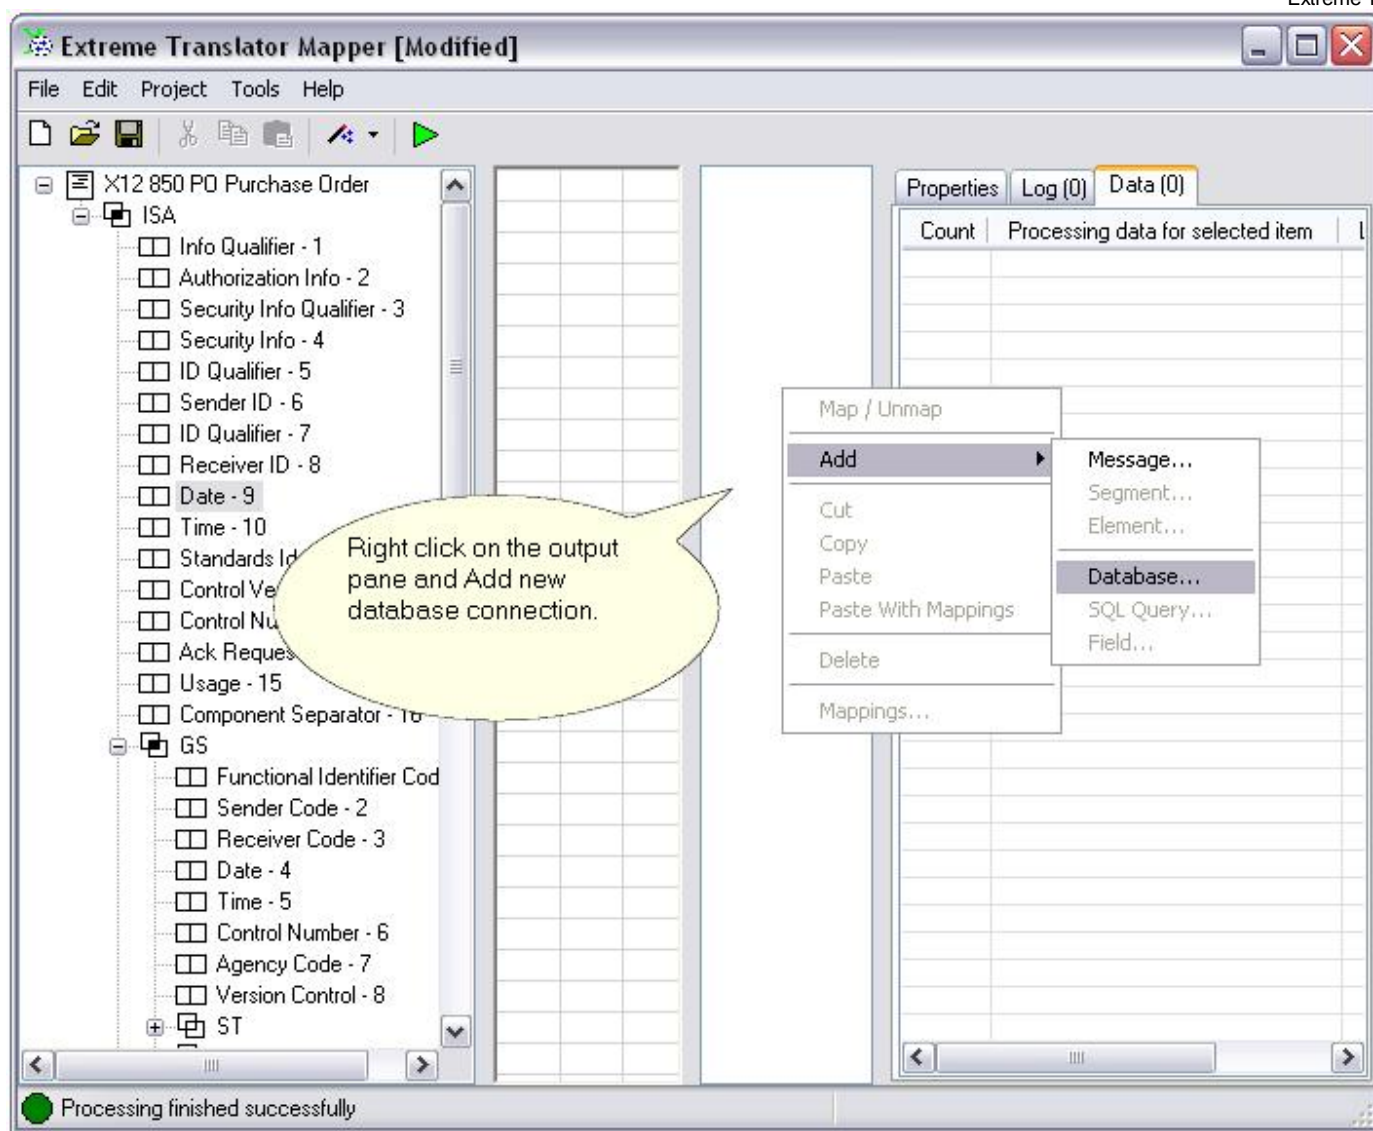 Extreme
Extreme Translator Mapper [Modified]
File Edit Project Tools Help
X12 850 PO Purchase Order
ISA
Info Qualifier - 1
Authorization Info - 2
Security Info Qualifier - 3
Security Info - 4
ID Qualifier - 5
Sender ID - 6
ID Qualifier - 7
Receiver ID - 8
Date - 9
Time - 10
Standards Id
Control Ve
Control Nu
Ack Reques
Usage - 15
Component Separator - 16
GS
Functional Identifier Cod
Sender Code - 2
Receiver Code - 3
Date - 4
Time - 5
Control Number - 6
Agency Code - 7
Version Control - 8
ST
Right click on the output
pane and Add new
database connection.
Properties Log (0) Data (0)
Count Processing data for selected item L
Map / Unmap
Add
Cut
Copy
Paste
Paste With Mappings
Delete
Mappings...
Message...
Segment...
Element...
Database...
SQL Query...
Field...
Processing finished successfully